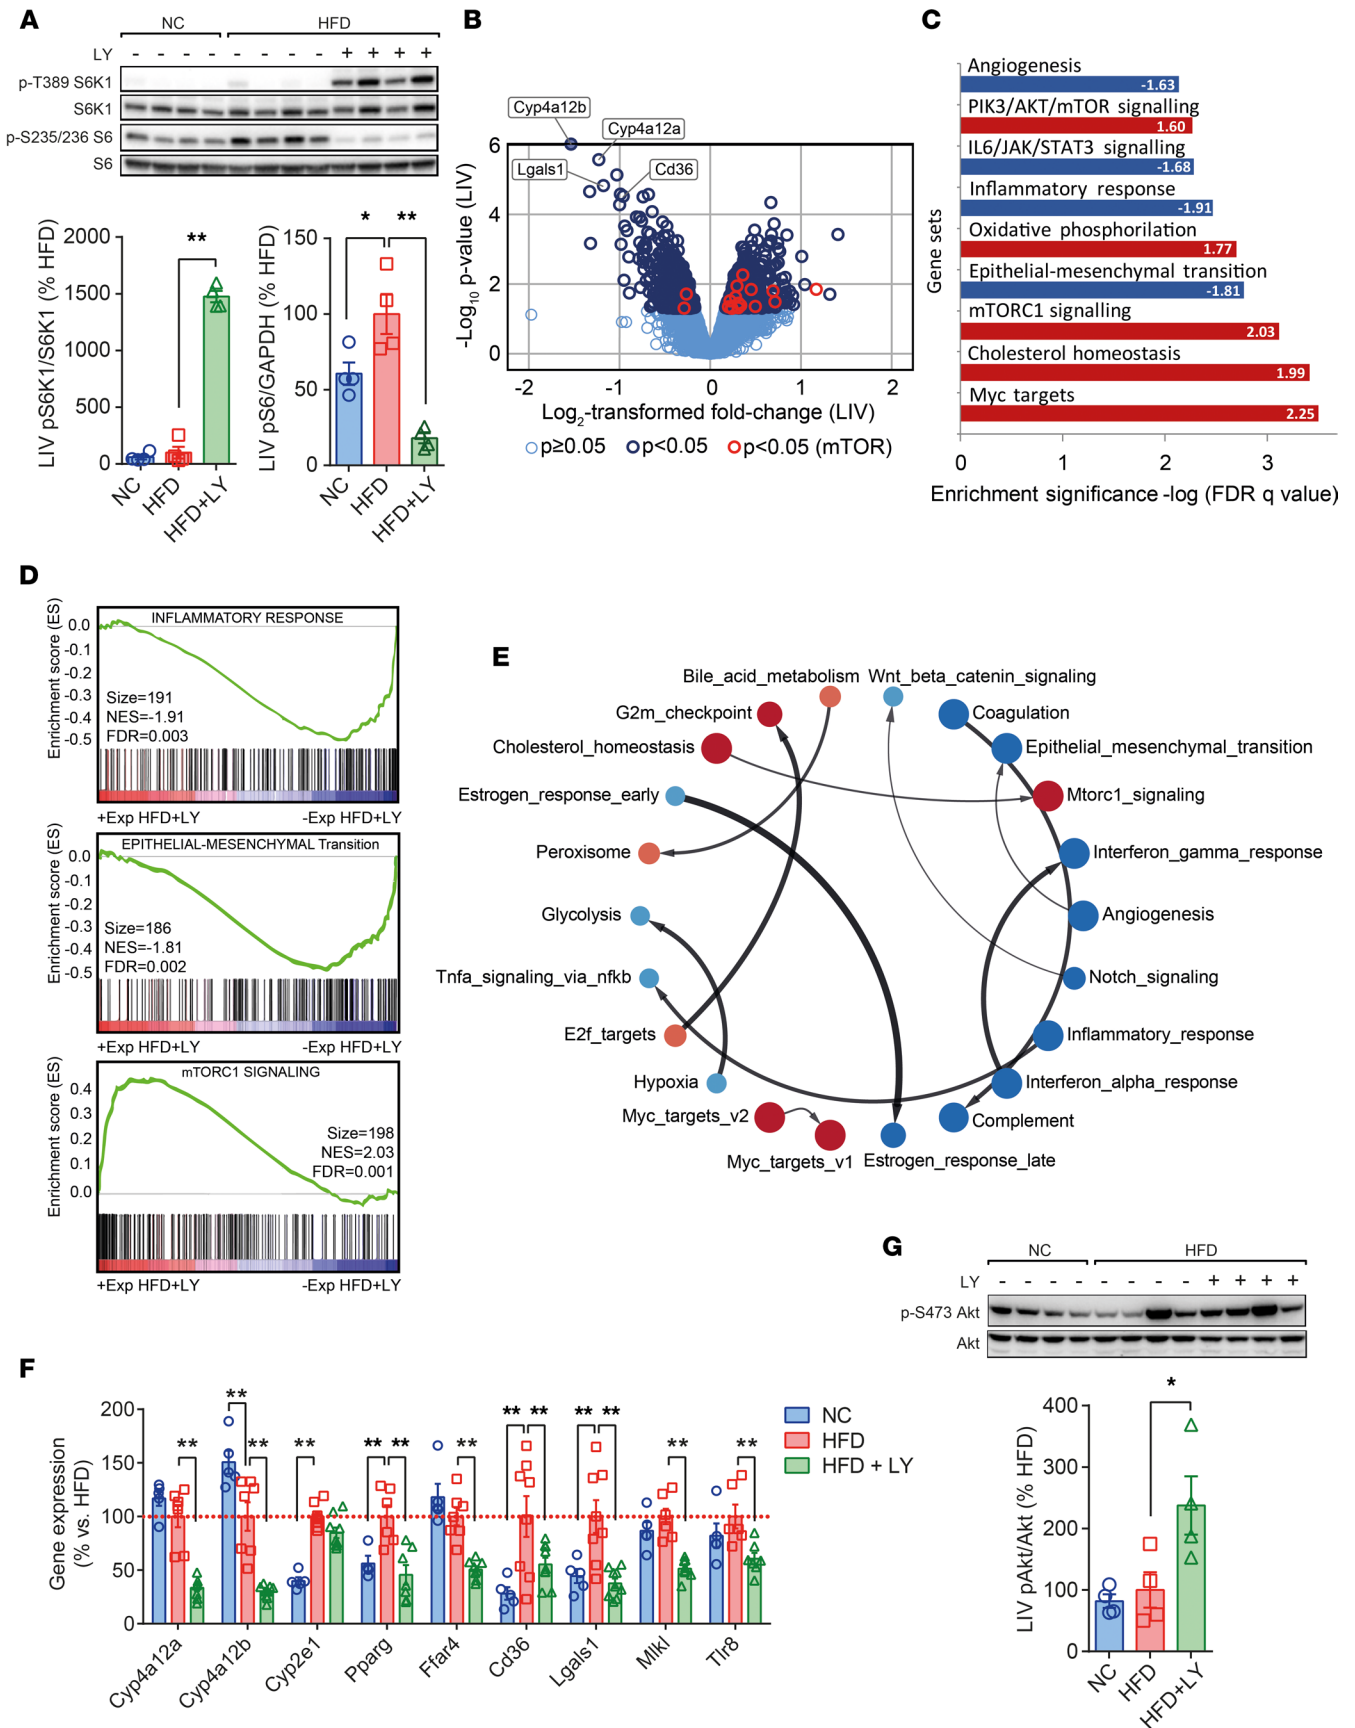 A
NC HFD
LY - - - - - - - - + + + +
p-T389 S6K1
S6K1
p-S235/236 S6
S6
LIV pS6K1/S6K1 (% HFD)
2000
1500
1000
500
0
**
NC
HFD
HFD+LY
LIV pS6/GAPDH (% HFD)
150
100
50
0
* **
NC
HFD
HFD+LY
B
Cyp4a12b
Cyp4a12a
Lgals1
Cd36
-Log10 p-value (LIV)
6
4
2
0
-2 -1 0 1 2
Log2-transformed fold-change (LIV)
p≥0.05 p<0.05 p<0.05 (mTOR)
C
Gene sets
Angiogenesis
-1.63
PIK3/AKT/mTOR signalling
1.60
IL6/JAK/STAT3 signalling
-1.68
Inflammatory response
-1.91
Oxidative phosphorilation
1.77
Epithelial-mesenchymal transition
-1.81
mTORC1 signalling
2.03
Cholesterol homeostasis
1.99
Myc targets
2.25
0 1 2 3
Enrichment significance -log (FDR q value)
D
Enrichment score (ES)
INFLAMMATORY RESPONSE
0.0
-0.1
-0.2
-0.3
-0.4
-0.5
Size=191
NES=-1.91
FDR=0.003
+Exp HFD+LY -Exp HFD+LY
Enrichment score (ES)
EPITHELIAL-MESENCHYMAL Transition
0.0
-0.1
-0.2
-0.3
-0.4
-0.5
Size=186
NES=-1.81
FDR=0.002
+Exp HFD+LY -Exp HFD+LY
Enrichment score (ES)
mTORC1 SIGNALING
0.4
0.3
0.2
0.1
0.0
Size=198
NES=2.03
FDR=0.001
+Exp HFD+LY -Exp HFD+LY
E
Bile_acid_metabolism Wnt_beta_catenin_signaling
G2m_checkpoint Coagulation
Cholesterol_homeostasis Epithelial_mesenchymal_transition
Estrogen_response_early Mtorc1_signaling
Peroxisome Interferon_gamma_response
Glycolysis Angiogenesis
Tnfa_signaling_via_nfkb Notch_signaling
E2f_targets Inflammatory_response
Hypoxia Interferon_alpha_response
Myc_targets_v2 Complement
Myc_targets_v1 Estrogen_response_late
F
Gene expression
(% vs. HFD)
200
150
100
50
0
** ** ** ** ** ** ** ** ** ** ** ** **
NC
HFD
HFD + LY
Cyp4a12a
Cyp4a12b
Cyp2e1
Pparg
Ffar4
Cd36
Lgals1
Mlkl
Tlr8
G
NC HFD
LY - - - - - - - - + + + +
p-S473 Akt
Akt
LIV pAkt/Akt (% HFD)
400
300
200
100
0
*
NC
HFD
HFD+LY